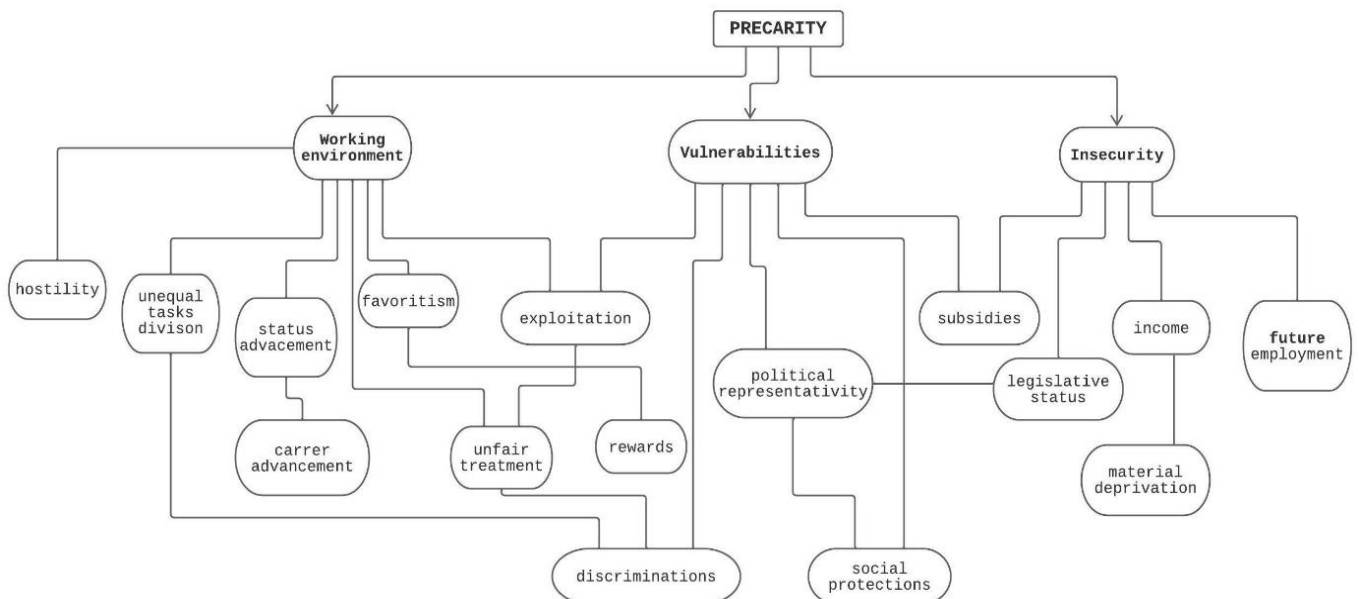 PRECARITY
Working
environment
Vulnerabilities
Insecurity
hostility
unequal
tasks
divison
status
advacement
favoritism
exploitation
subsidies
income
future
employment
political
representativity
legislative
status
carrer
advancement
unfair
treatment
rewards
material
deprivation
discriminations
social
protections